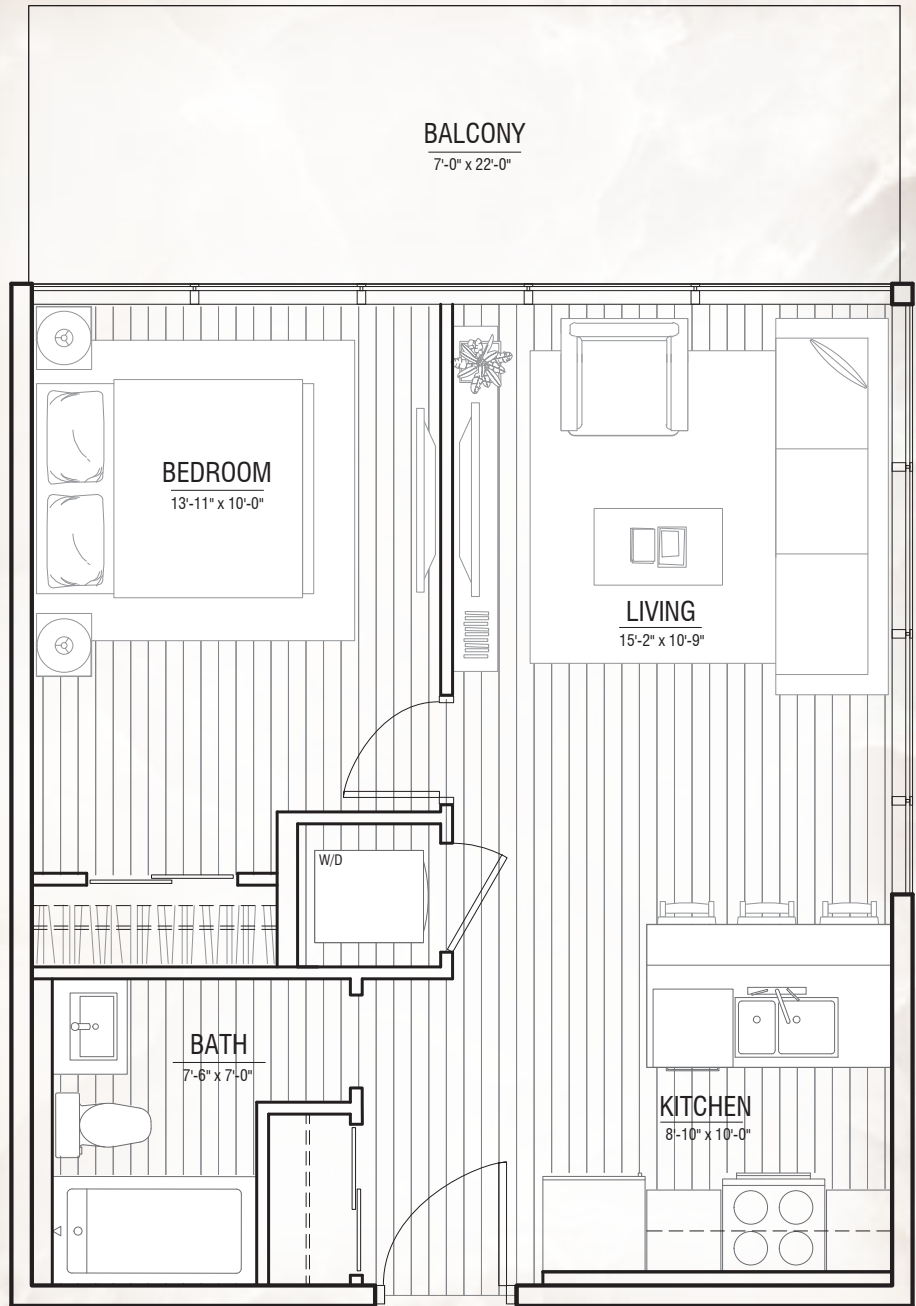 BALCONY
7'-0" x 22'-0"
BEDROOM
13'-11" x 10'-0"
LIVING
15'-2" x 10'-9"
W/D
BATH
7'-6" x 7'-0"
KITCHEN
8'-10" x 10'-0"